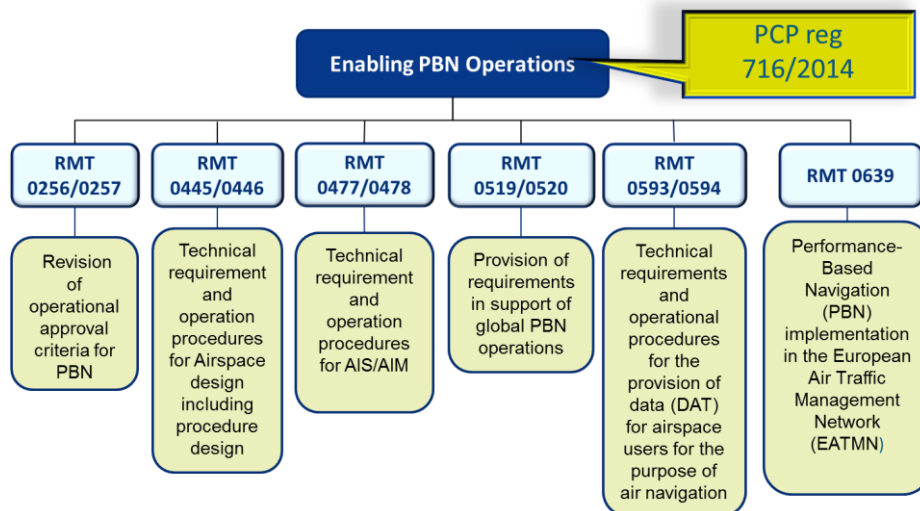 Enabling PBN Operations
PCP reg
716/2014
RMT
0256/0257
RMT
0445/0446
RMT
0477/0478
RMT
0519/0520
RMT
0593/0594
RMT 0639
Revision
of
operational
approval
criteria for
PBN
Technical
requirement
and
operation
procedures
for Airspace
design
including
procedure
design
Technical
requirement
and
operation
procedures
for AIS/AIM
Provision of
requirements
in support of
global PBN
operations
Technical
requirements
and
operational
procedures
for the
provision of
data (DAT)
for airspace
users for the
purpose of
air navigation
Performance-
Based
Navigation
(PBN)
implementation
in the European
Air Traffic
Management
Network
(EATMN)